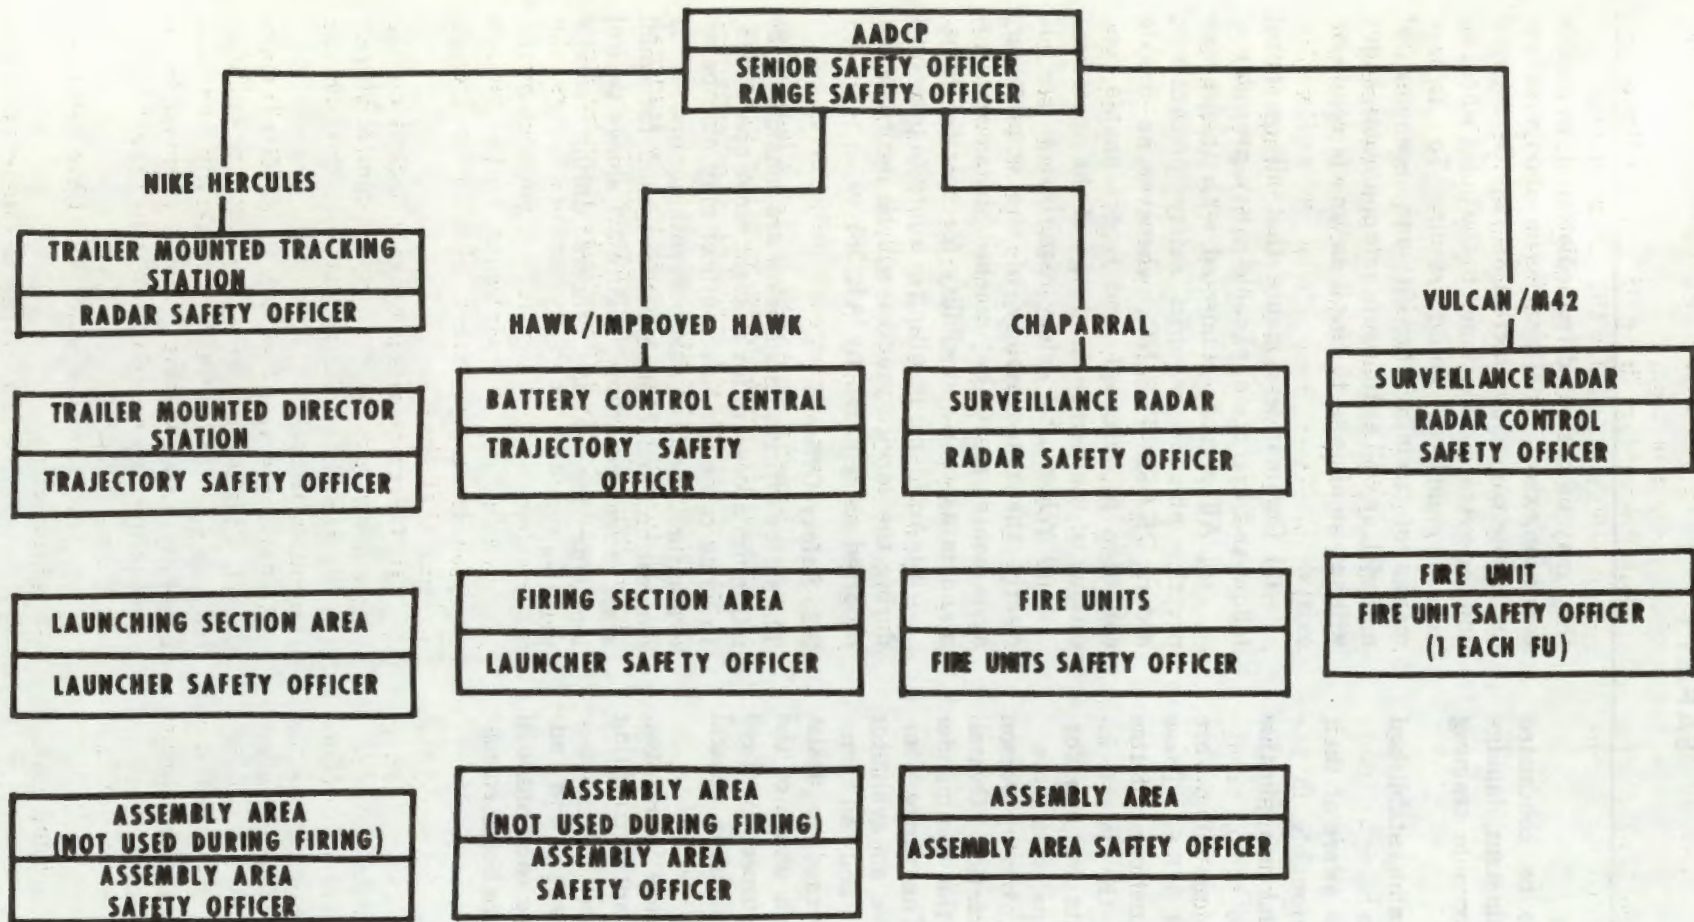 AADCP
SENIOR SAFETY OFFICER
RANGE SAFETY OFFICER
NIKE HERCULES
TRAILER MOUNTED TRACKING
STATION
RADAR SAFETY OFFICER
TRAILER MOUNTED DIRECTOR
STATION
TRAJECTORY SAFETY OFFICER
LAUNCHING SECTION AREA
LAUNCHER SAFETY OFFICER
ASSEMBLY AREA
(NOT USED DURING FIRING)
ASSEMBLY AREA
SAFETY OFFICER
HAWK/IMPROVED HAWK
BATTERY CONTROL CENTRAL
TRAJECTORY SAFETY
OFFICER
FIRING SECTION AREA
LAUNCHER SAFETY OFFICER
ASSEMBLY AREA
(NOT USED DURING FIRING)
ASSEMBLY AREA
SAFETY OFFICER
CHAPARRAL
SURVEILLANCE RADAR
RADAR SAFETY OFFICER
FIRE UNITS
FIRE UNITS SAFETY OFFICER
ASSEMBLY AREA
ASSEMBLY AREA SAFTEY OFFICER
VULCAN/M42
SURVEILLANCE RADAR
RADAR CONTROL
SAFETY OFFICER
FIRE UNIT
FIRE UNIT SAFETY OFFICER
(1 EACH FU)